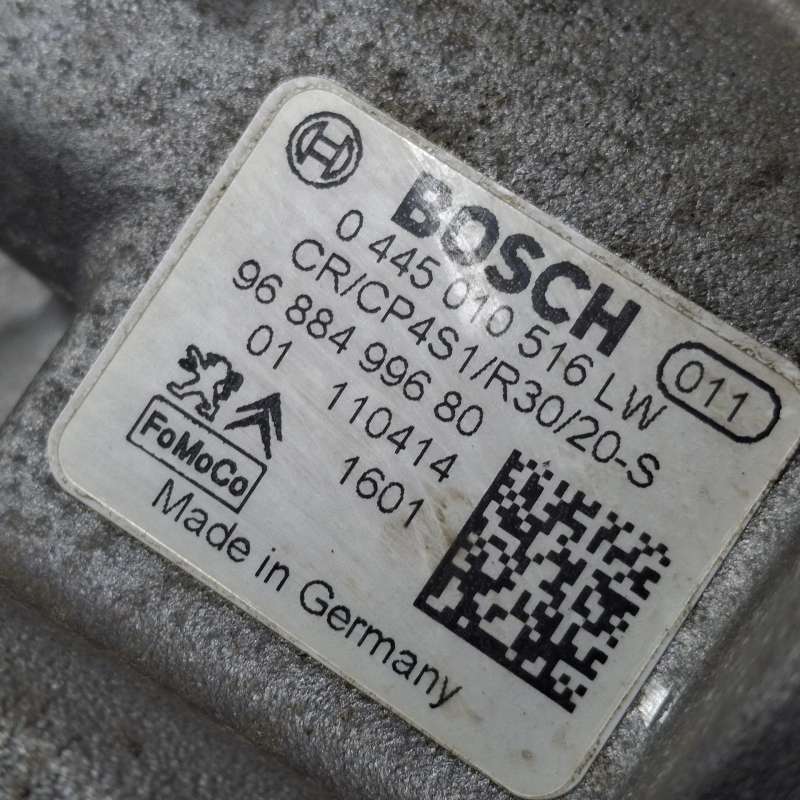 BOSCH
0 445 010 516 LW
CR/CP4S1/R30/20-S
011
96 884 996 80
01 110414
1601
FoMoCo
Made in Germany